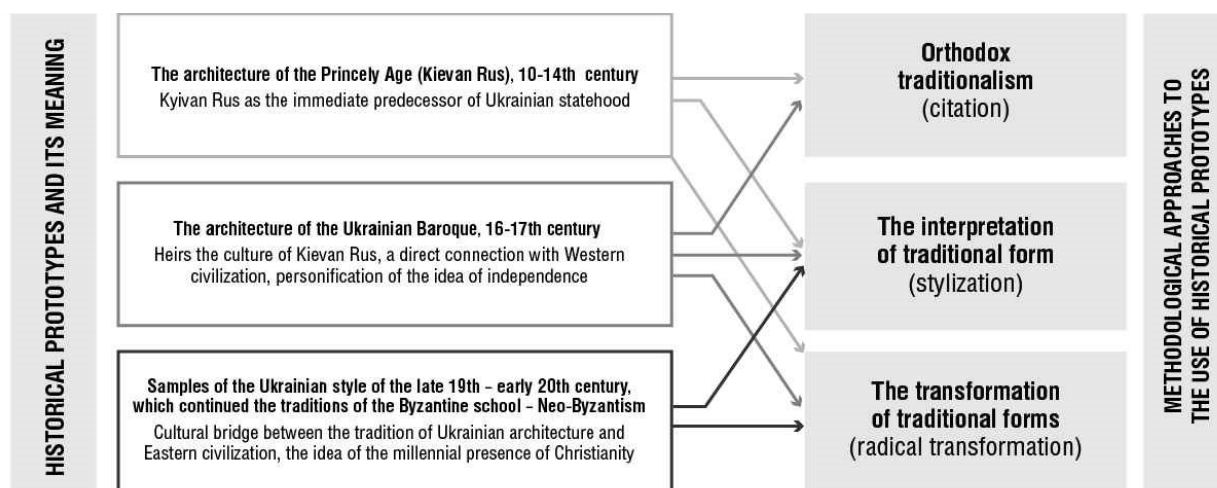 HISTORICAL PROTOTYPES AND ITS MEANING
The architecture of the Princely Age (Kievan Rus), 10-14th century
Kyivan Rus as the immediate predecessor of Ukrainian statehood
The architecture of the Ukrainian Baroque, 16-17th century
Heirs the culture of Kievan Rus, a direct connection with Western
civilization, personification of the idea of independence
Samples of the Ukrainian style of the late 19th – early 20th century,
which continued the traditions of the Byzantine school – Neo-Byzantism
Cultural bridge between the tradition of Ukrainian architecture and
Eastern civilization, the idea of the millennial presence of Christianity
Orthodox
traditionalism
(citation)
The interpretation
of traditional form
(stylization)
The transformation
of traditional forms
(radical transformation)
METHODOLOGICAL APPROACHES TO
THE USE OF HISTORICAL PROTOTYPES